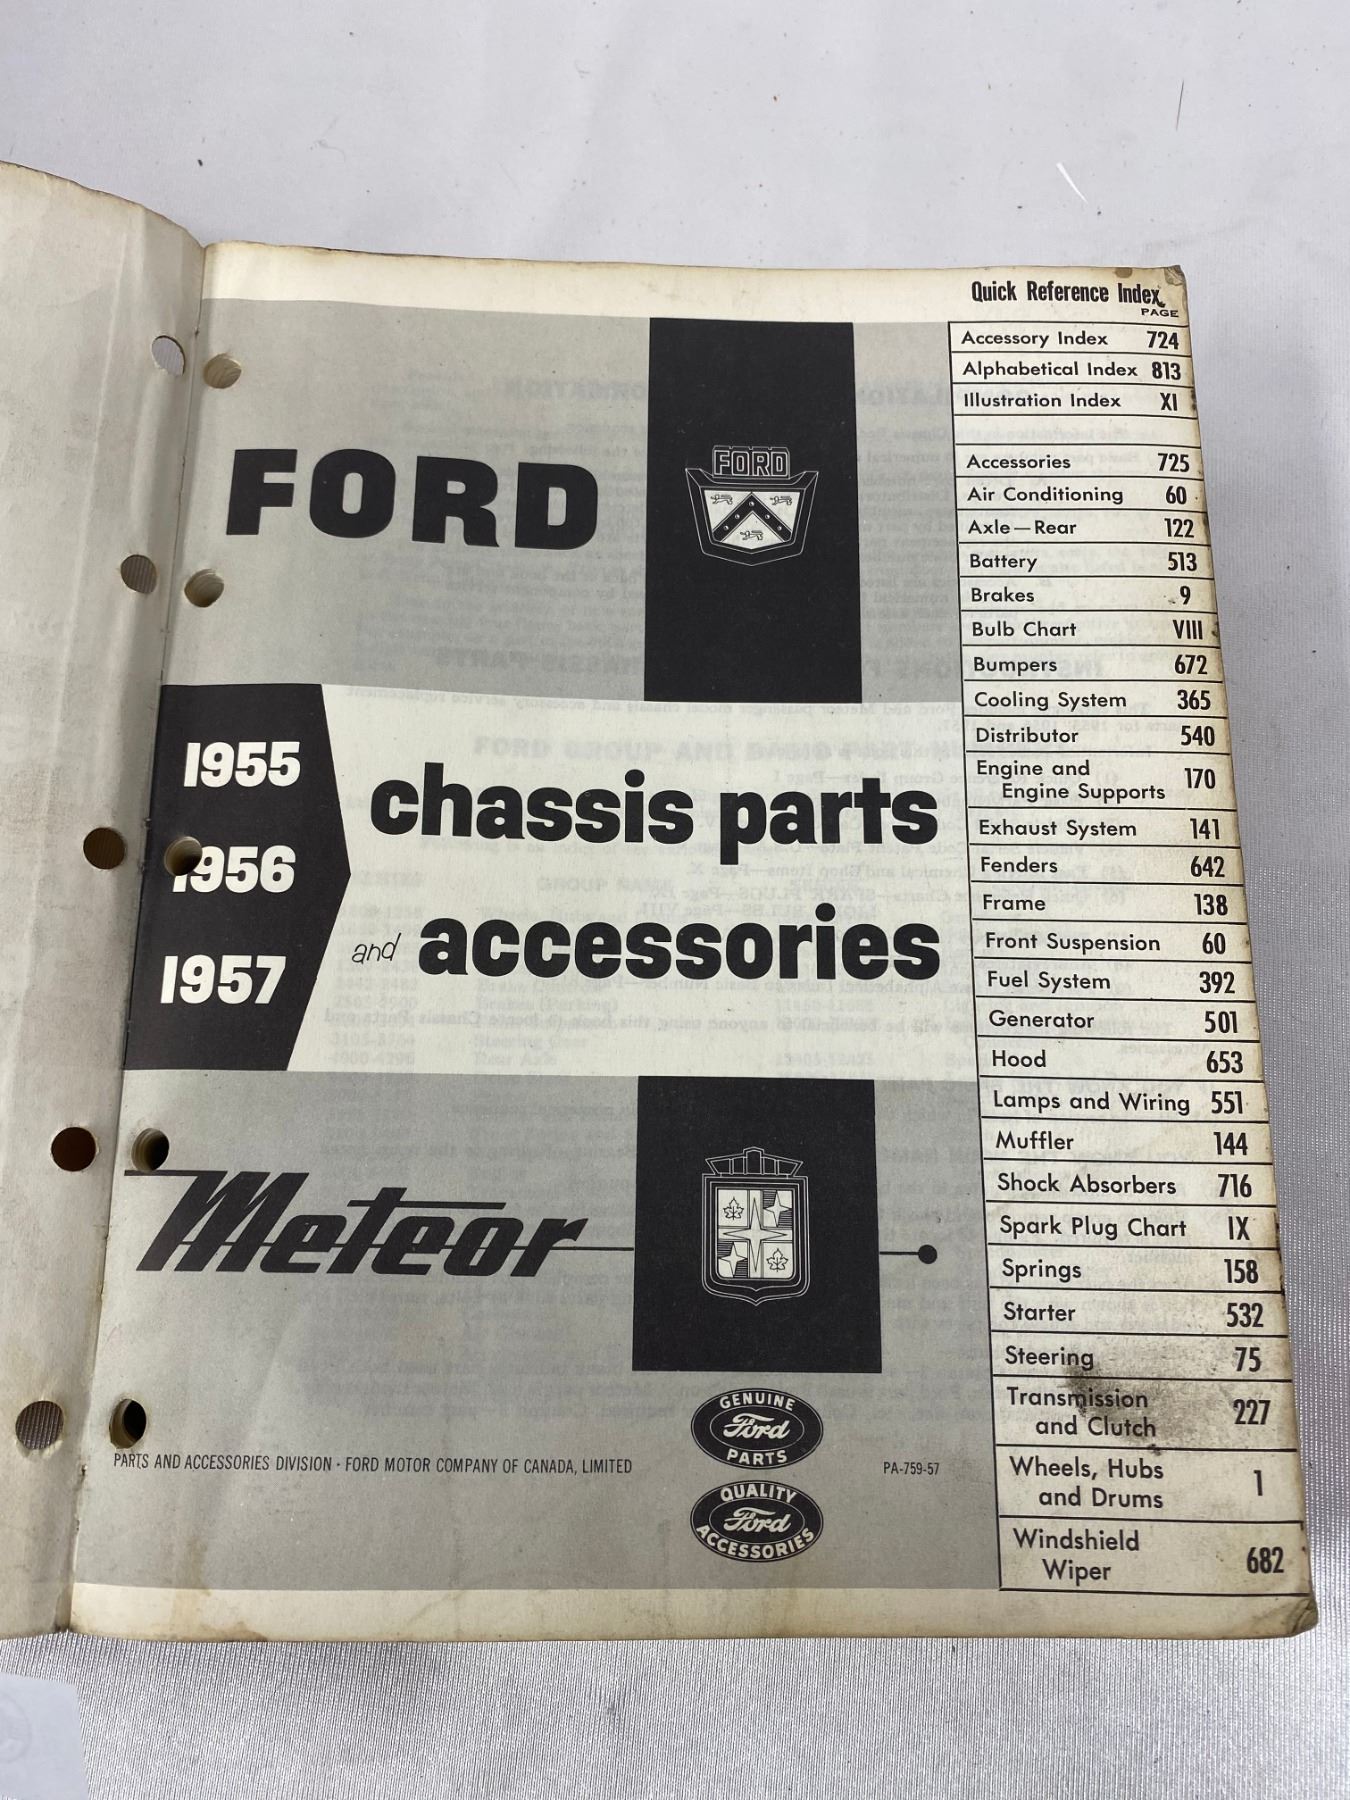 FORD
FORD
1955
1956
1957
chassis parts
and accessories
Meteor
GENUINE
Ford
PARTS
QUALITY
Ford
ACCESSORIES
PARTS AND ACCESSORIES DIVISION · FORD MOTOR COMPANY OF CANADA, LIMITED
PA-759-57
Quick Reference Index
PAGE
Accessory Index 724
Alphabetical Index 813
Illustration Index XI
Accessories 725
Air Conditioning 60
Axle—Rear 122
Battery 513
Brakes 9
Bulb Chart VIII
Bumpers 672
Cooling System 365
Distributor 540
Engine and
Engine Supports 170
Exhaust System 141
Fenders 642
Frame 138
Front Suspension 60
Fuel System 392
Generator 501
Hood 653
Lamps and Wiring 551
Muffler 144
Shock Absorbers 716
Spark Plug Chart IX
Springs 158
Starter 532
Steering 75
Transmission
and Clutch 227
Wheels, Hubs
and Drums 1
Windshield
Wiper 682